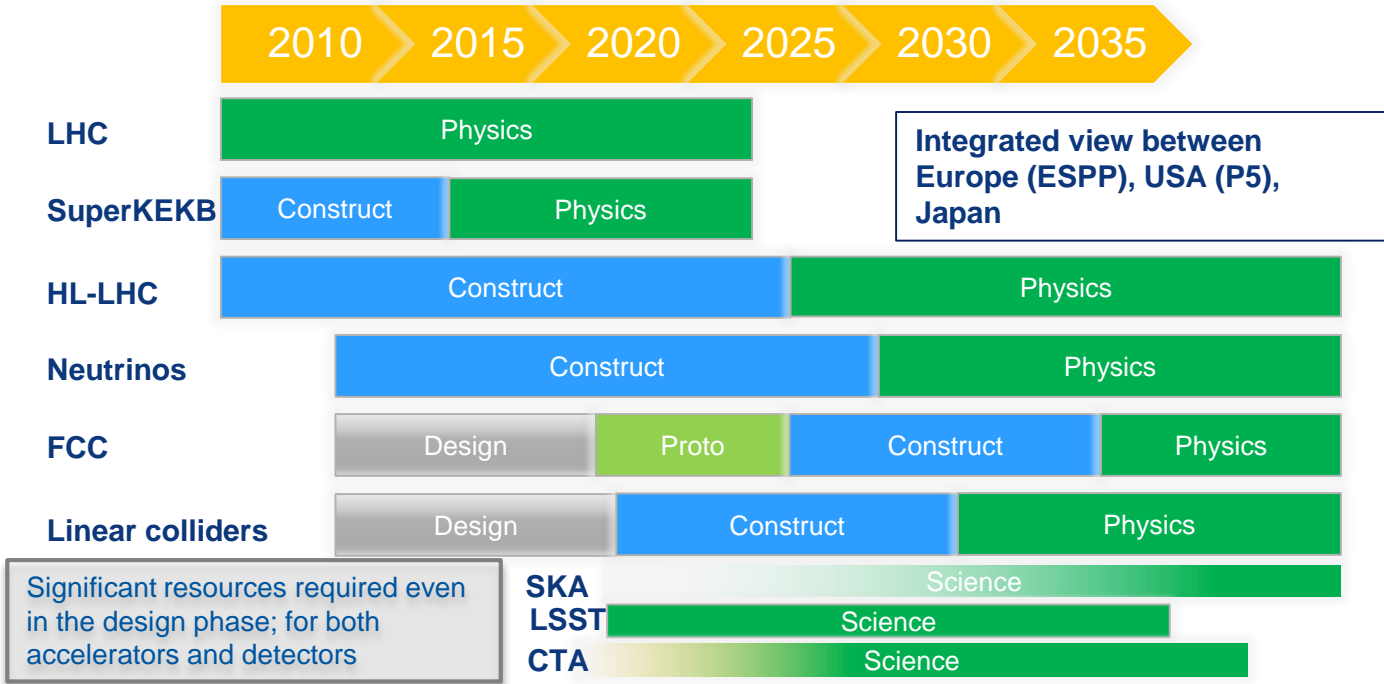 2010 2015 2020 2025 2030 2035
LHC Physics
Integrated view between
Europe (ESPP), USA (P5),
Japan
SuperKEKB Construct Physics
HL-LHC Construct Physics
Neutrinos Construct Physics
FCC Design Proto Construct Physics
Linear colliders Design Construct Physics
Significant resources required even
in the design phase; for both
accelerators and detectors
SKA Science
LSST Science
CTA Science